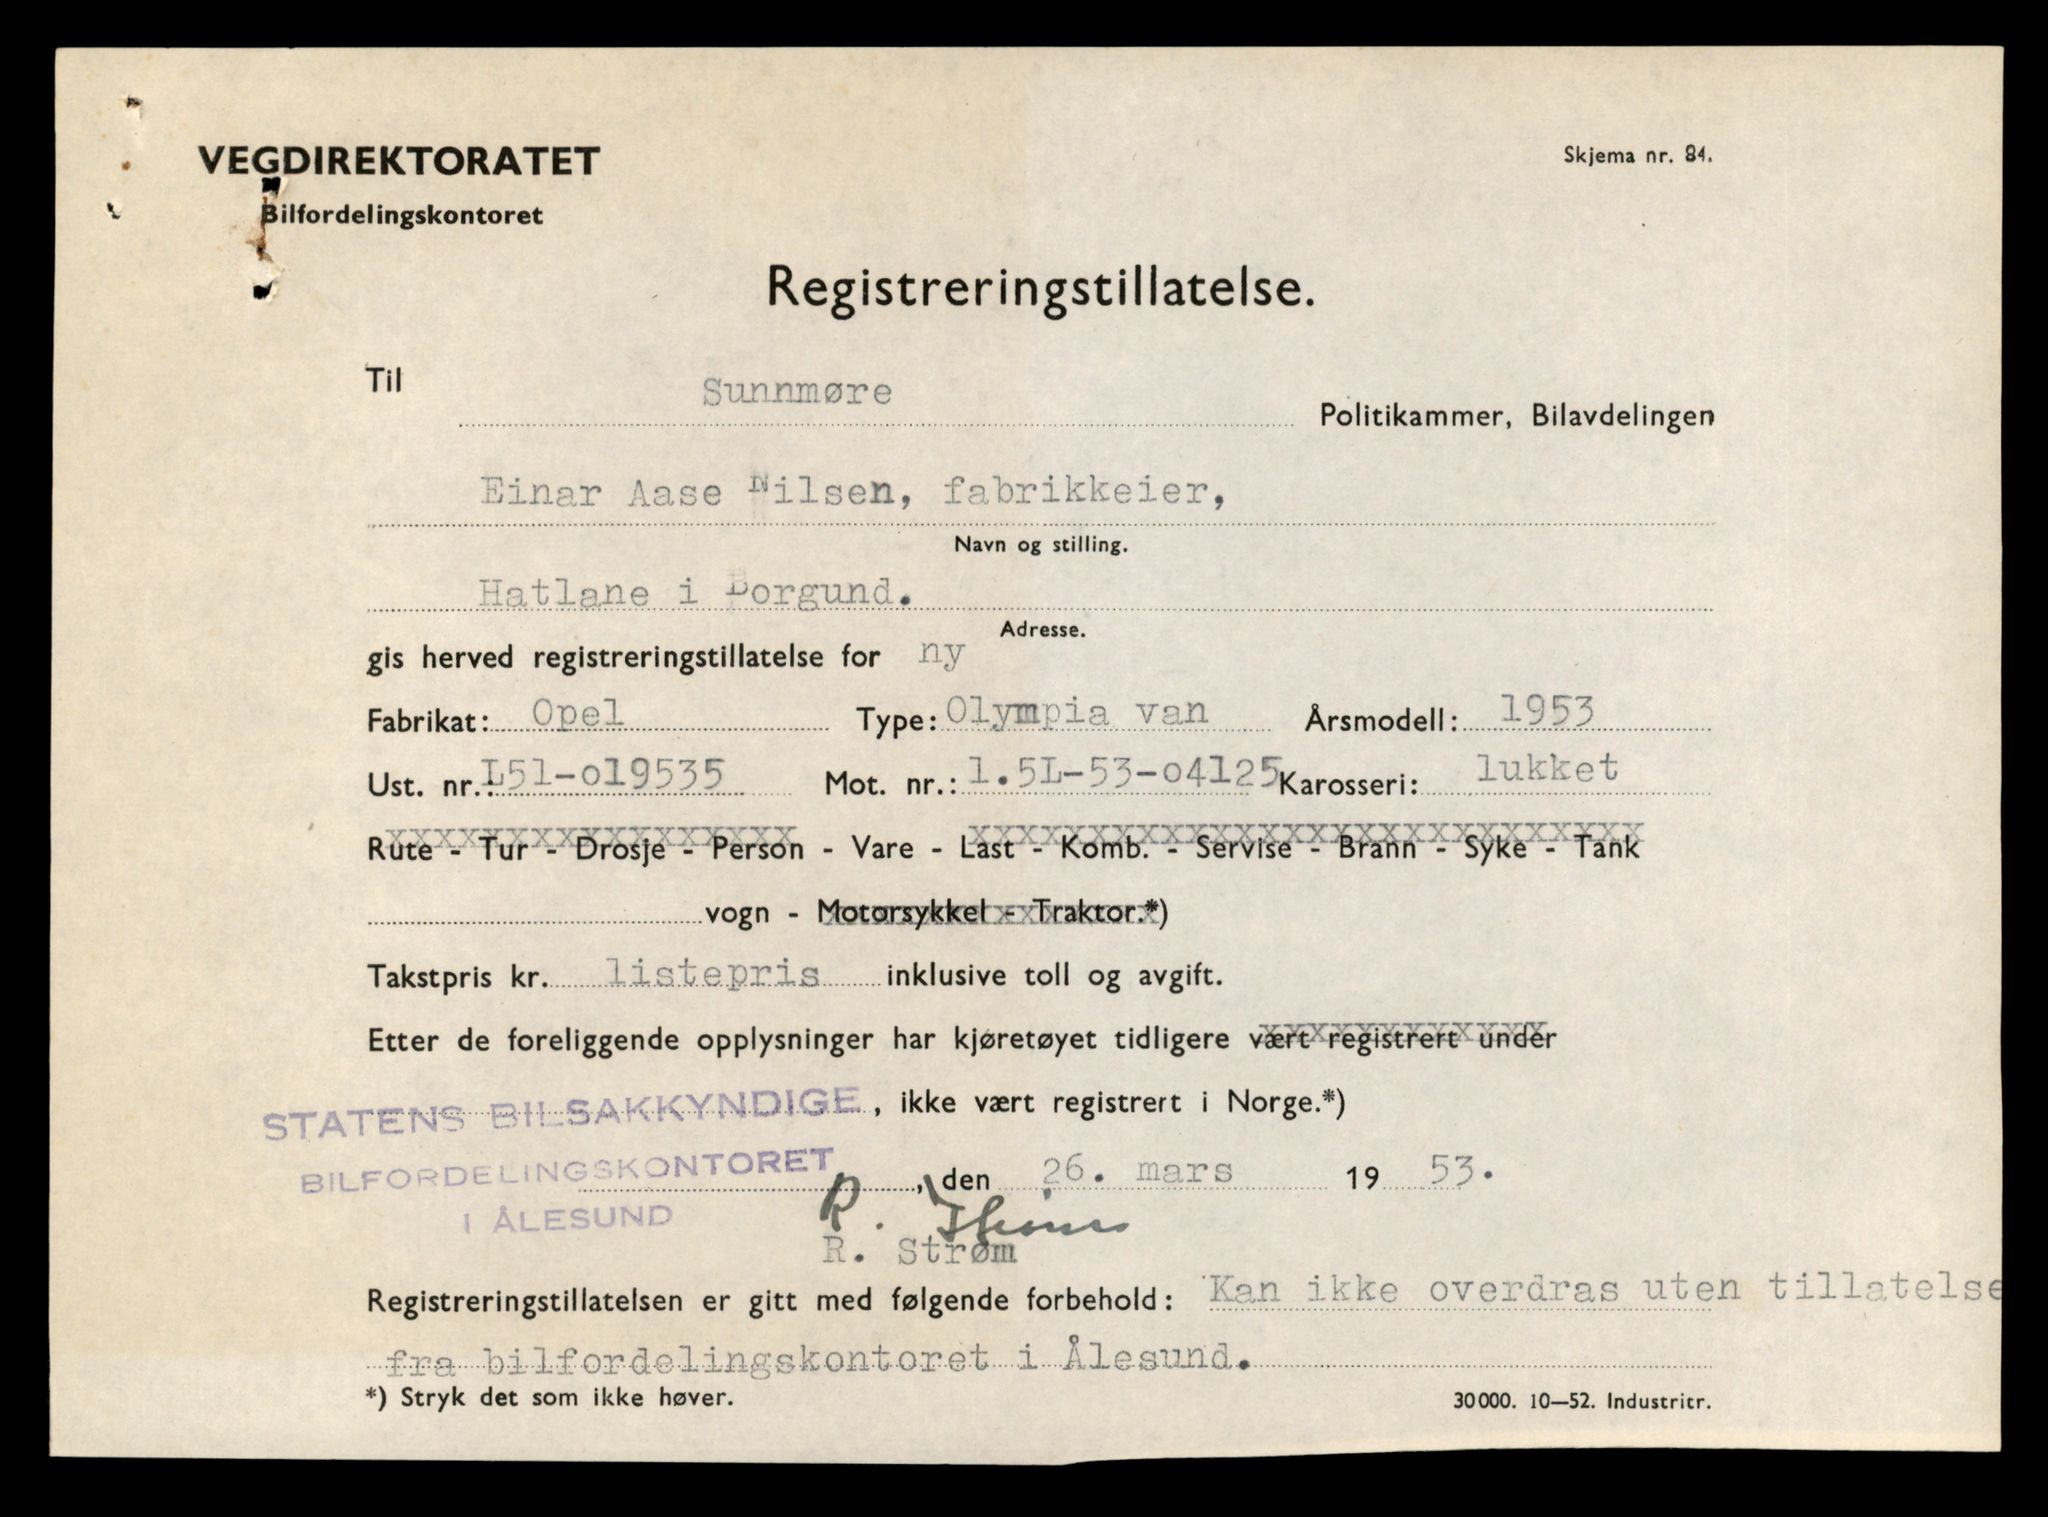 VEGDIREKTORATET
Skjema nr. 84.
Bilfordelingskontoret
Registreringstillatelse.
Til Sunnmøre Politikammer, Bilavdelingen
Einar Aase Nilsen, fabrikkeier,
Navn og stilling.
Hatlane i Borgund.
Adresse.
gis herved registreringstillatelse for ny
Fabrikat: Opel Type: Olympia van Årsmodell: 1953
Ust. nr.: L51-o19535 Mot. nr.: 1.5L-53-o4125 Karosseri: lukket
Rute - Tur - Drosje - Person - Vare - Last - Komb. - Servise - Brann - Syke - Tank
vogn - Motorsykkel - Traktor.*)
Takstpris kr. listepris inklusive toll og avgift.
Etter de foreliggende opplysninger har kjøretøyet tidligere vært registrert under
STATENS BILSAKKYNDIGE, ikke vært registrert i Norge.*)
BILFORDELINGSKONTORET, den 26. mars 1953.
I ÅLESUND
R. Strøm
R. Strøm
Registreringstillatelsen er gitt med følgende forbehold: Kan ikke overdras uten tillatelse
fra bilfordelingskontoret i Ålesund.
*) Stryk det som ikke høver.
30000. 10—52. Industritr.